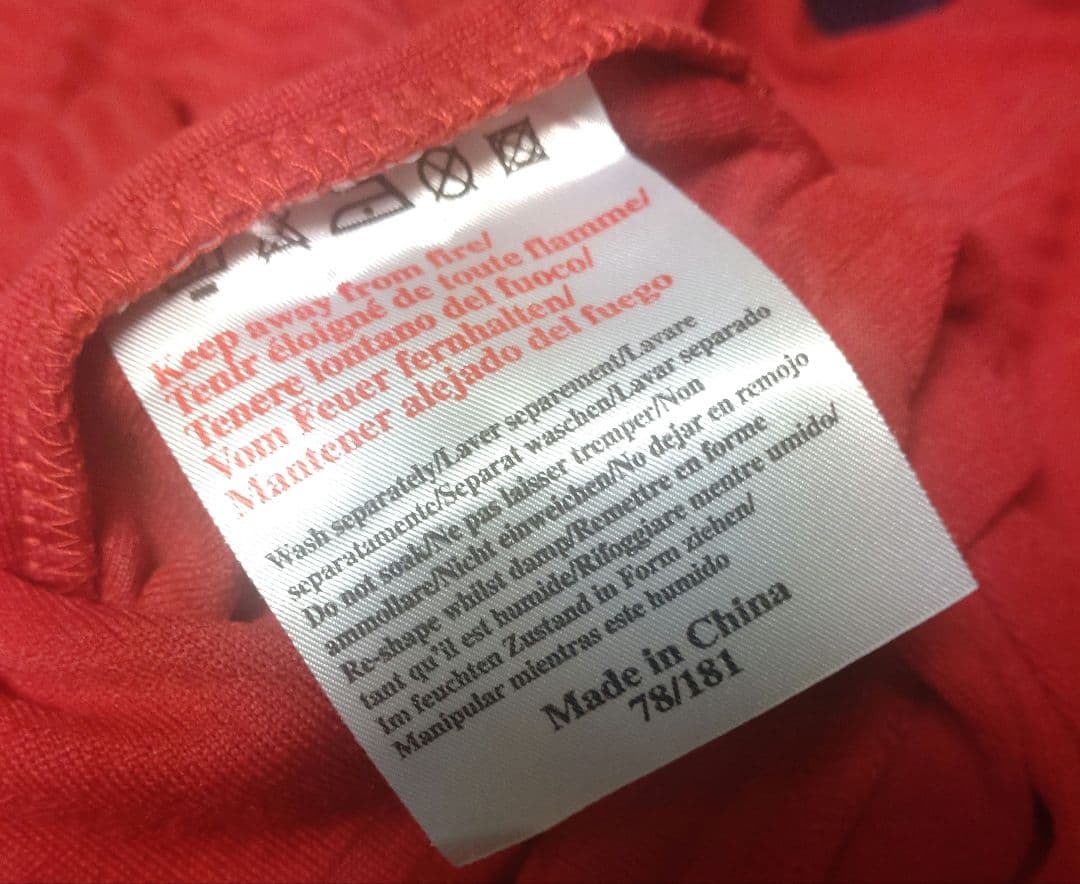 Keep away from fire/
Tenir éloigné de toute flamme/
Tenere lontano del fuoco/
Vom Feuer fernhalten/
Mantener alejado del fuego
Wash separately/Laver separement/Lavare
separatamente/Separat waschen/Lavar separado
Do not soak/Ne pas laisser tremper/Non
ammollare/Nicht einweichen/No dejar en remojo
Re-shape whilst damp/Remettre en forme
tant qu'il est humide/Rifoggiare mentre umido/
Im feuchten Zustand in Form ziehen/
Manipular mientras este humido
Made in China
78/181